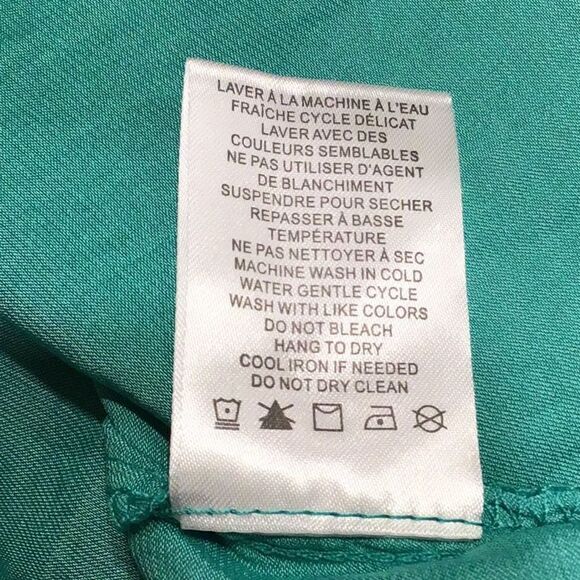 LAVER À LA MACHINE À L'EAU
FRAÎCHE CYCLE DÉLICAT
LAVER AVEC DES
COULEURS SEMBLABLES
NE PAS UTILISER D'AGENT
DE BLANCHIMENT
SUSPENDRE POUR SECHER
REPASSER À BASSE
TEMPÉRATURE
NE PAS NETTOYER À SEC
MACHINE WASH IN COLD
WATER GENTLE CYCLE
WASH WITH LIKE COLORS
DO NOT BLEACH
HANG TO DRY
COOL IRON IF NEEDED
DO NOT DRY CLEAN